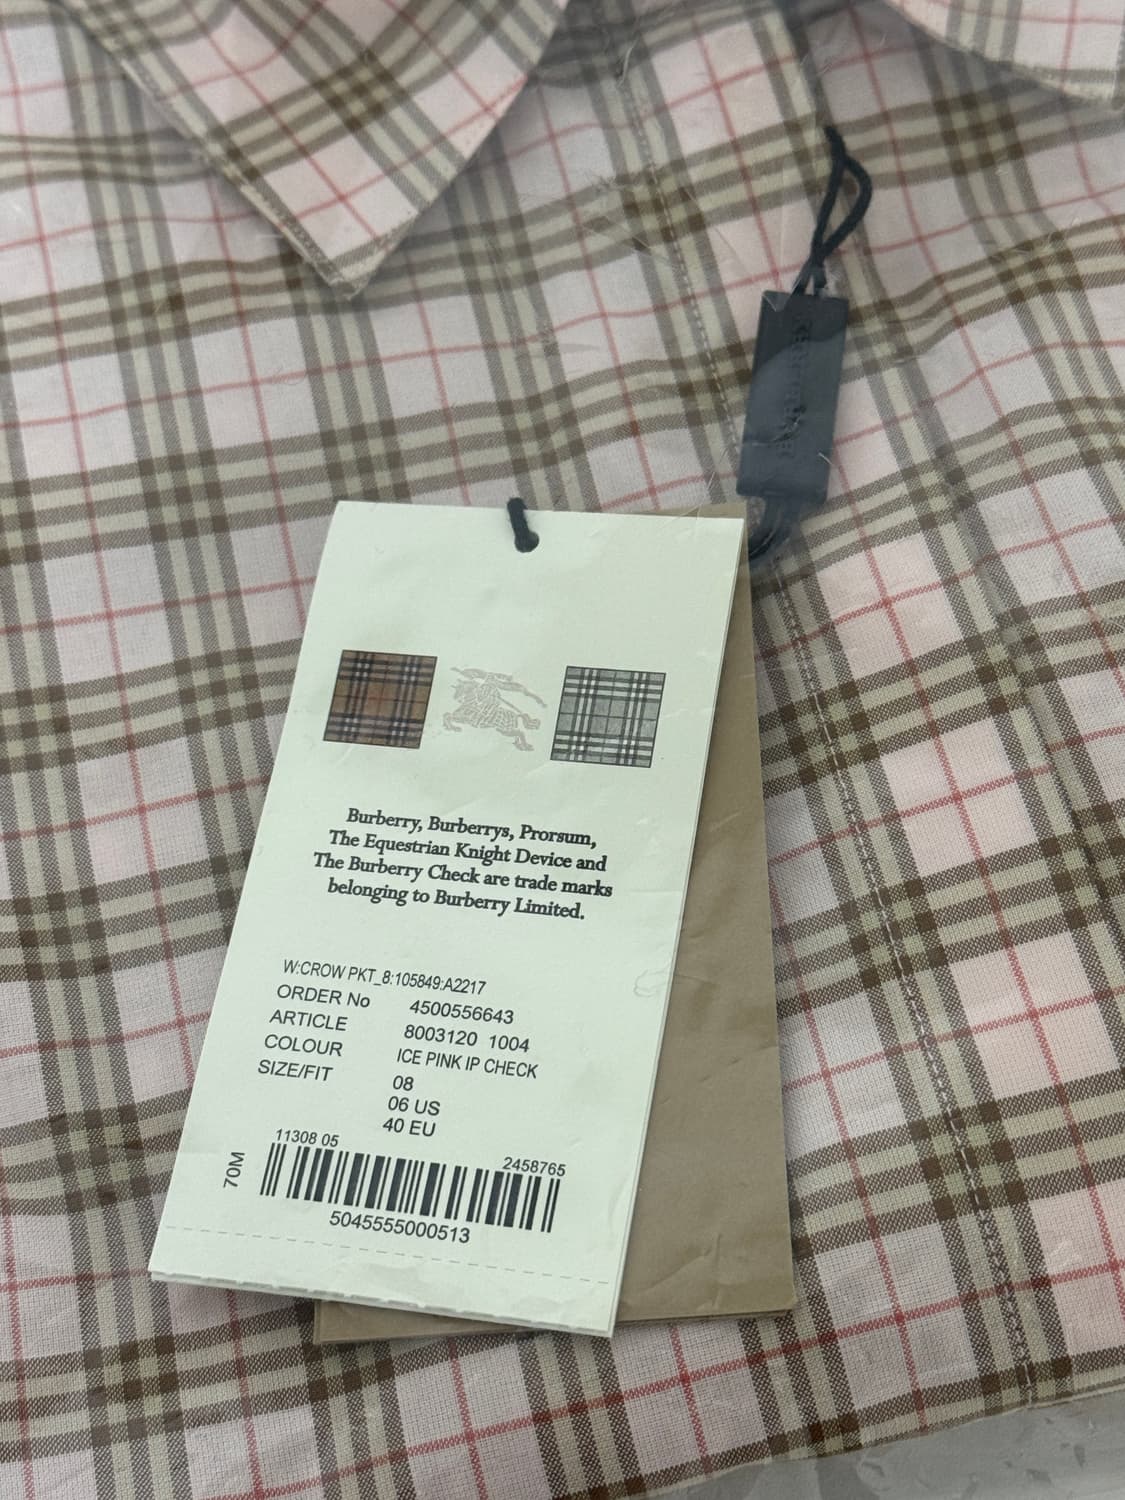 BURBERRY
Burberry, Burberrys, Prorsum,
The Equestrian Knight Device and
The Burberry Check are trade marks
belonging to Burberry Limited.
W:CROW PKT_8:105849:A2217
ORDER No 4500556643
ARTICLE 8003120 1004
COLOUR ICE PINK IP CHECK
SIZE/FIT 08
06 US
40 EU
11308 05 2458765
70M
5045555000513